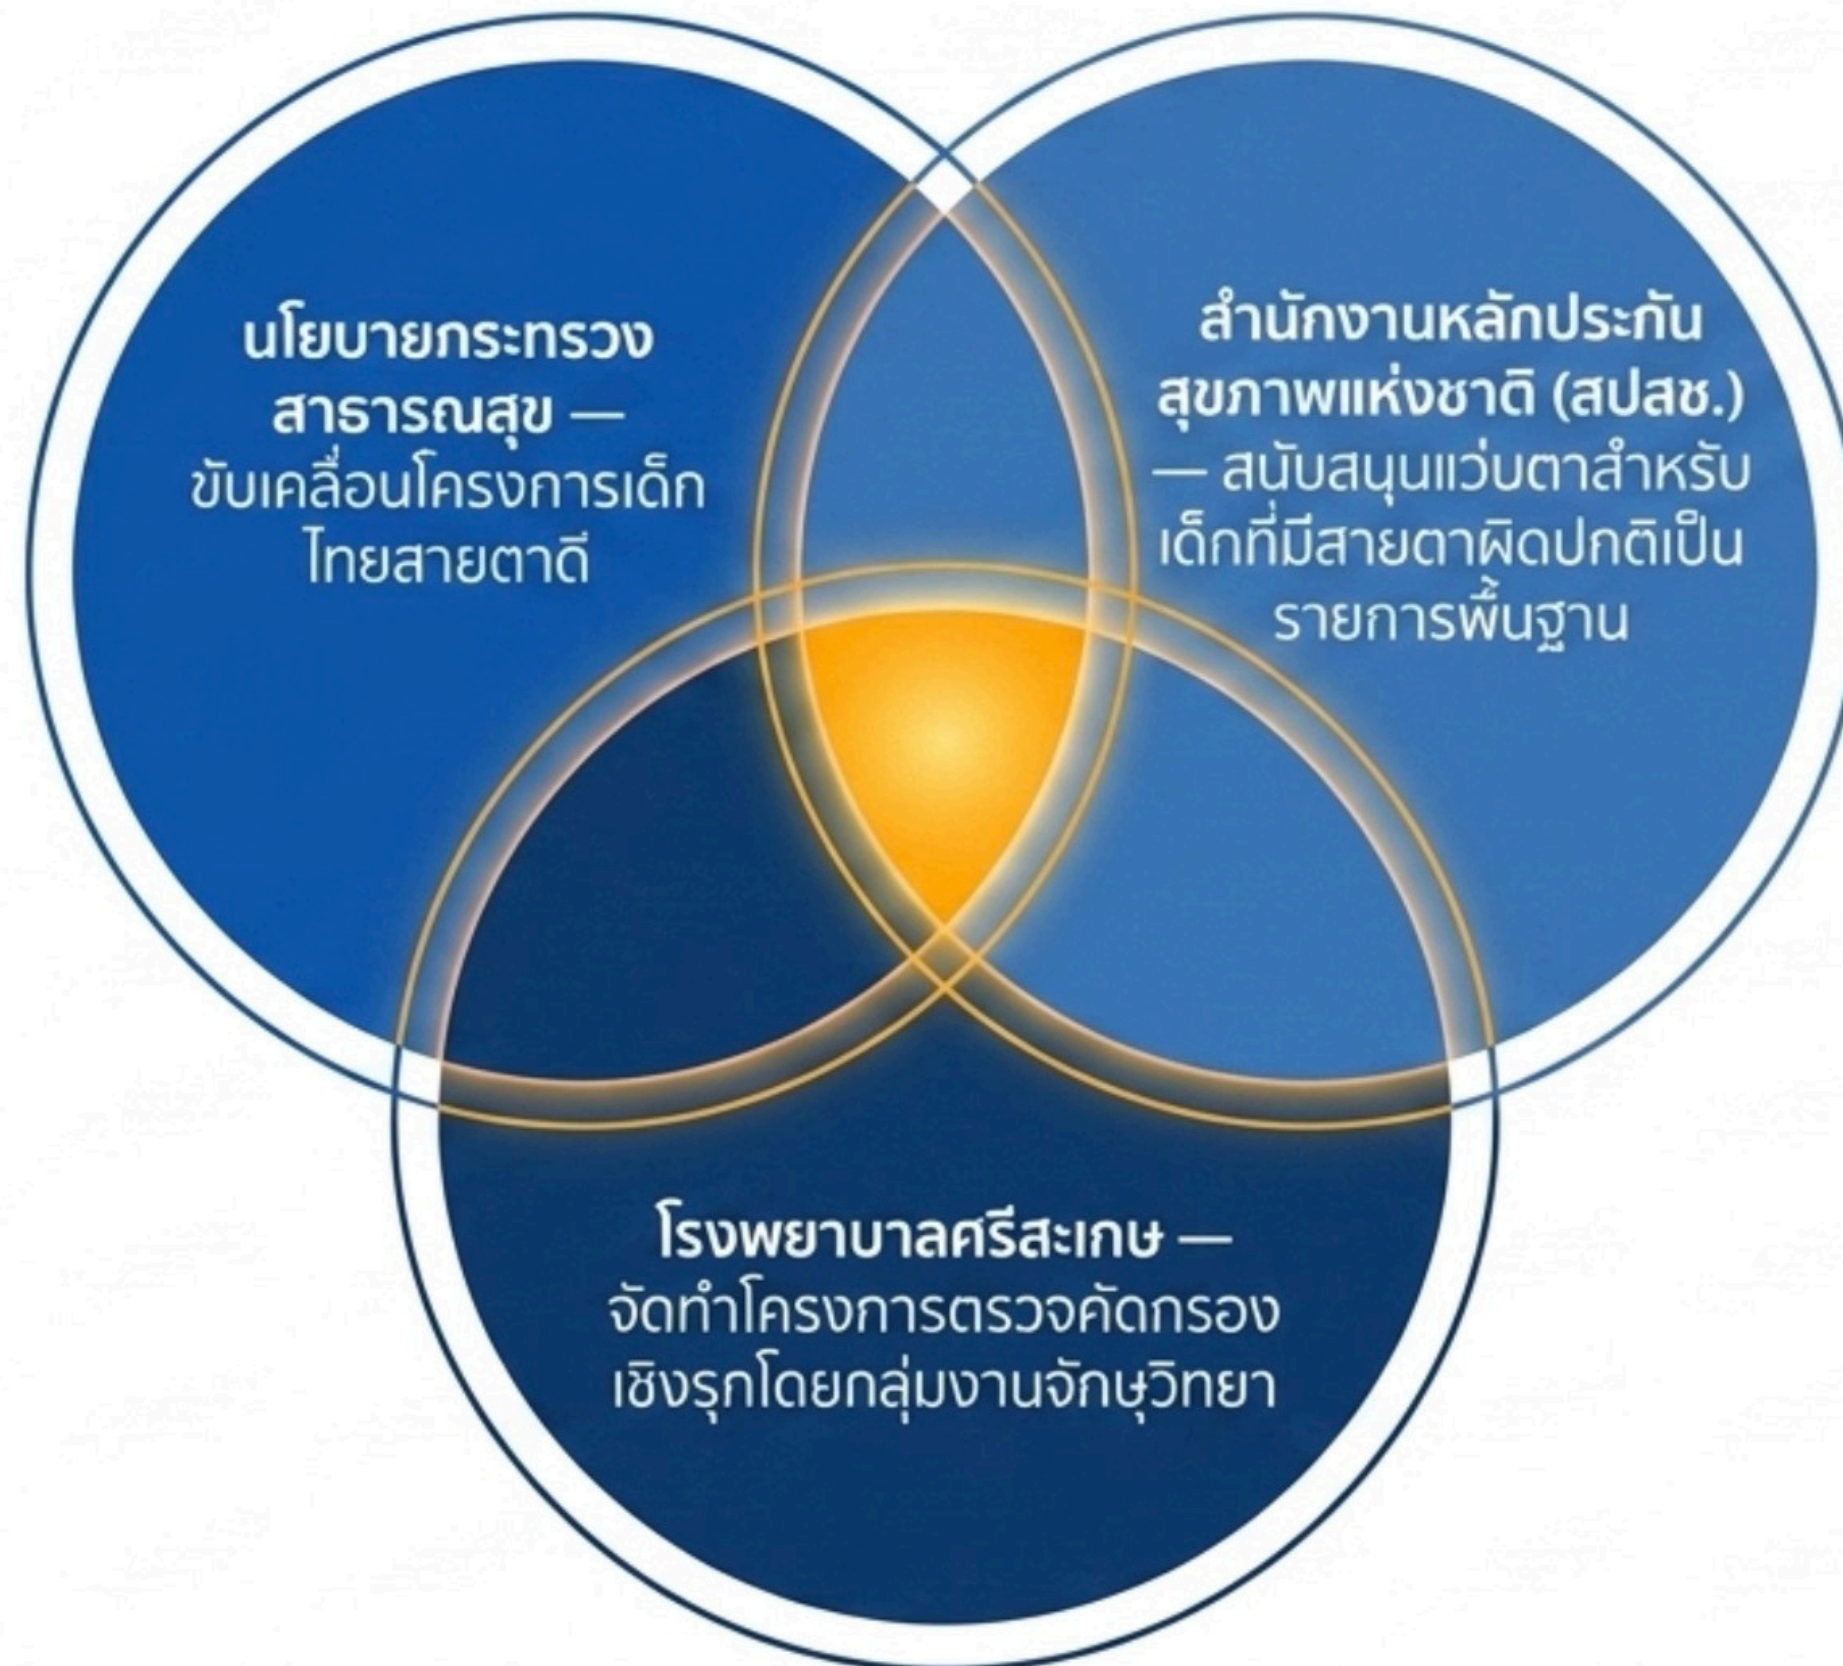 นโยบายกระทรวง
สาธารณสุข —
ขับเคลื่อนโครงการเด็ก
ไทยสายตาดี
สำนักงานหลักประกัน
สุขภาพแห่งชาติ (สปสช.)
— สนับสนุนแว่บตาสำหรับ
เด็กที่มีสายตาผิดปกติเป็น
รายการพื้นฐาน
โรงพยาบาลศรีสะเกษ —
จัดทำโครงการตรวจคัดกรอง
เชิงรุกโดยกลุ่มงานจักษุวิทยา